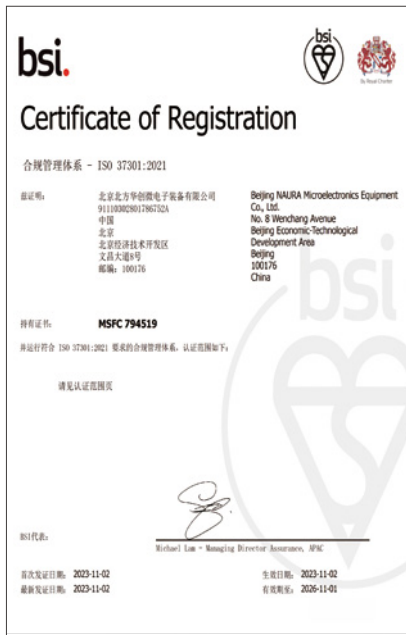 bsi.
bsi
By Royal Charter
Certificate of Registration
合规管理体系 - ISO 37301:2021
兹证明:
北京北方华创微电子装备有限公司
91110302801786752A
中国
北京
北京经济技术开发区
文昌大道8号
邮编: 100176
Beijing NAURA Microelectronics Equipment
Co., Ltd.
No. 8 Wenchang Avenue
Beijing Economic-Technological
Development Area
Beijing
100176
China
持有证书:
MSFC 794519
并运行符合 ISO 37301:2021 要求的合规管理体系, 认证范围如下:
请见认证范围页
BSI代表:
Michael Lam - Managing Director Assurance, APAC
首次发证日期: 2023-11-02
生效日期: 2023-11-02
最新发证日期: 2023-11-02
有效期至: 2026-11-01
bsi